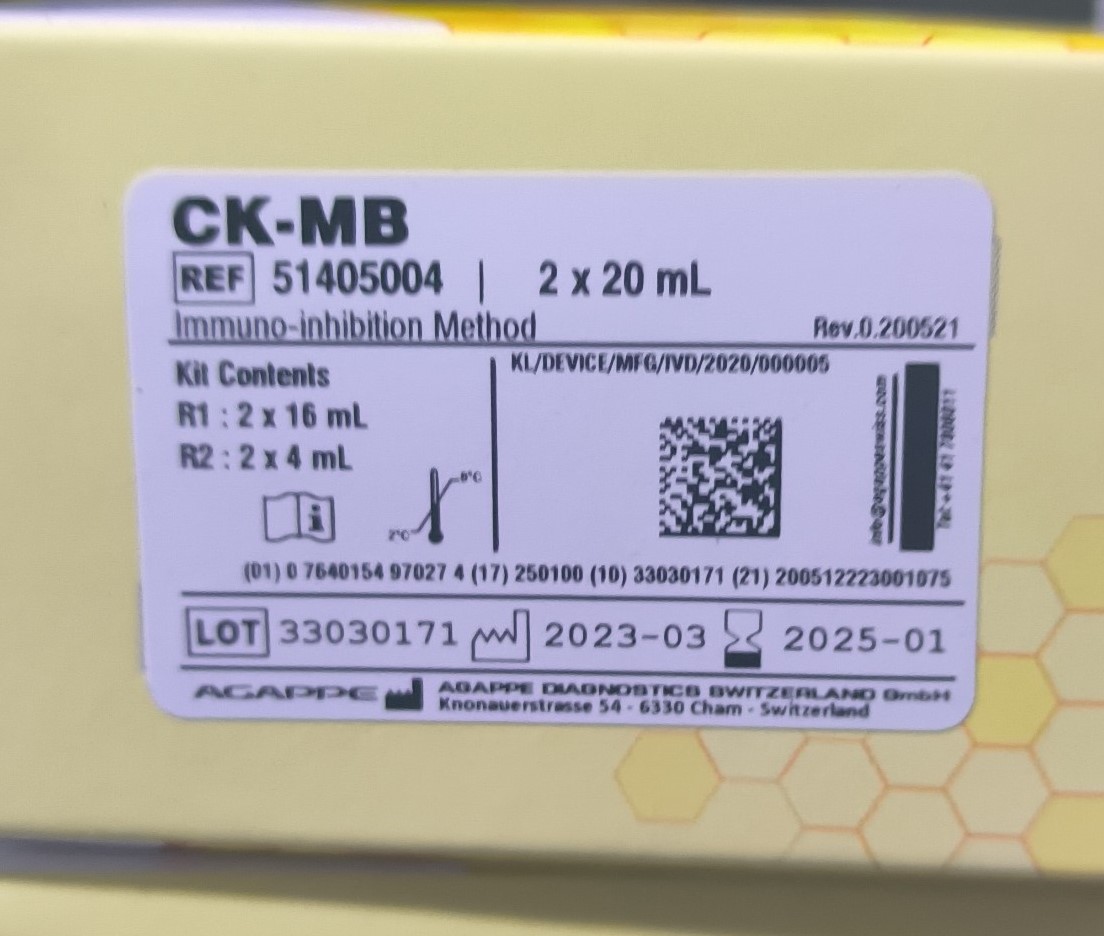 CK-MB
REF 51405004 | 2 x 20 mL
Immuno-inhibition Method
Rev.0.200521
Kit Contents
R1 : 2 x 16 mL
R2 : 2 x 4 mL
2°C
8°C
KL/DEVICE/MFG/IVD/2020/000005
info@agappeswiss.com
(01) 0 7640154 97027 4 (17) 250100 (10) 33030171 (21) 200512223001075
LOT 33030171 2023-03 2025-01
AGAPPE AGAPPE DIAGNOSTICS SWITZERLAND GmbH
Knonauerstrasse 54 - 6330 Cham - Switzerland